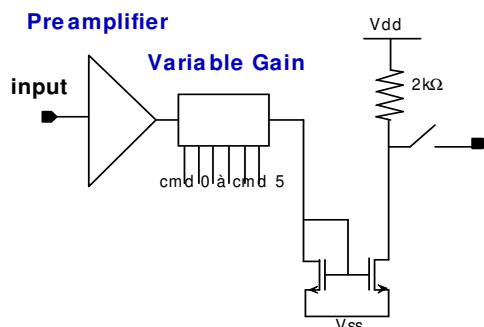 Preamplifier
Vdd
Variable Gain
input
2kΩ
cmd 0 à cmd 5
Vss